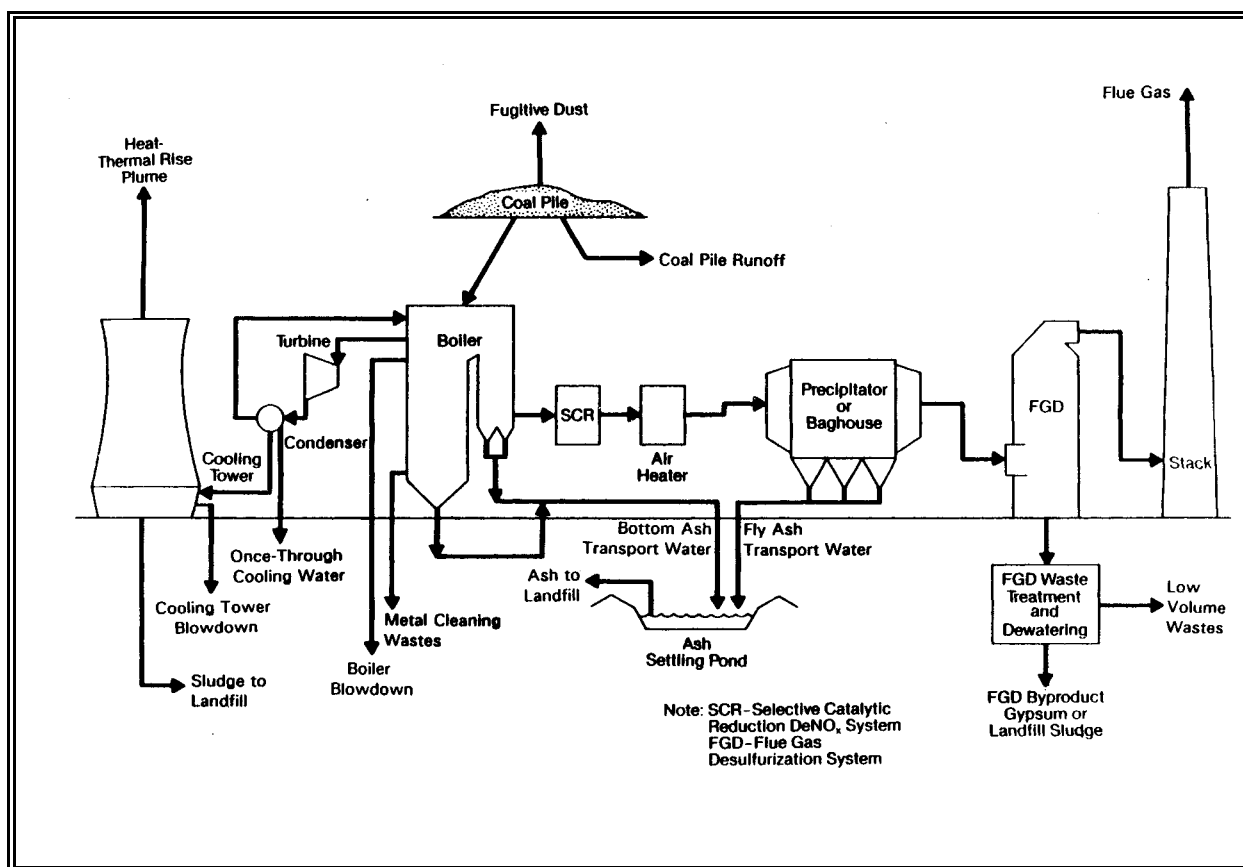 Flue Gas
Fugitive Dust
Heat-
Thermal Rise
Plume
Coal Pile
Coal Pile Runoff
Turbine
Boiler
SCR
Air
Heater
Precipitator
or
Baghouse
FGD
Stack
Condenser
Cooling
Tower
Once-Through
Cooling Water
Cooling Tower
Blowdown
Sludge to
Landfill
Metal Cleaning
Wastes
Boiler
Blowdown
Bottom Ash
Transport Water
Fly Ash
Transport Water
Ash to
Landfill
Ash
Settling Pond
FGD Waste
Treatment
and
Dewatering
Low
Volume
Wastes
FGD Byproduct
Gypsum or
Landfill Sludge
Note: SCR-Selective Catalytic
Reduction DeNOx System
FGD-Flue Gas
Desulfurization System